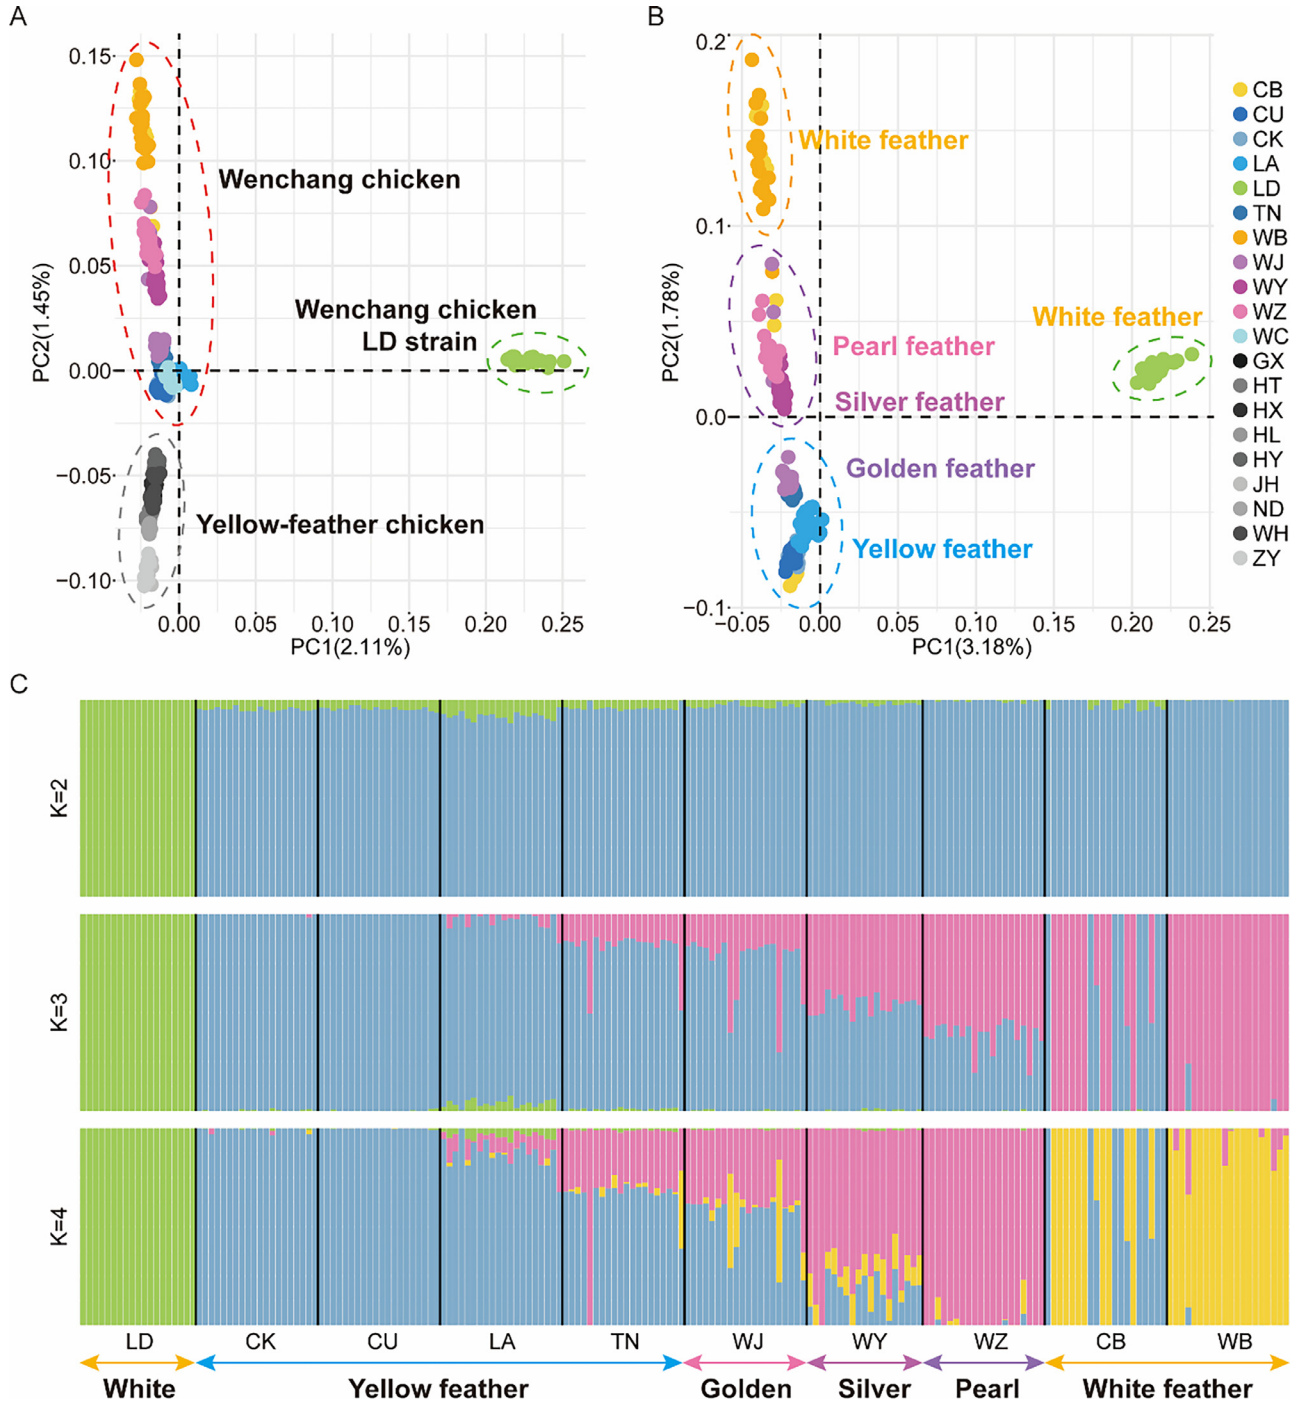 A
B
0.15
0.10
0.05
0.00
−0.05
−0.10
PC2(1.45%)
Wenchang chicken
Wenchang chicken
LD strain
Yellow-feather chicken
0.00 0.05 0.10 0.15 0.20 0.25
PC1(2.11%)
0.2
0.1
0.0
−0.1
PC2(1.78%)
White feather
White feather
Pearl feather
Silver feather
Golden feather
Yellow feather
−0.05 0.00 0.05 0.10 0.15 0.20 0.25
PC1(3.18%)
CB
CU
CK
LA
LD
TN
WB
WJ
WY
WZ
WC
GX
HT
HX
HL
HY
JH
ND
WH
ZY
C
K=2
K=3
K=4
LD CK CU LA TN WJ WY WZ CB WB
White Yellow feather Golden Silver Pearl White feather